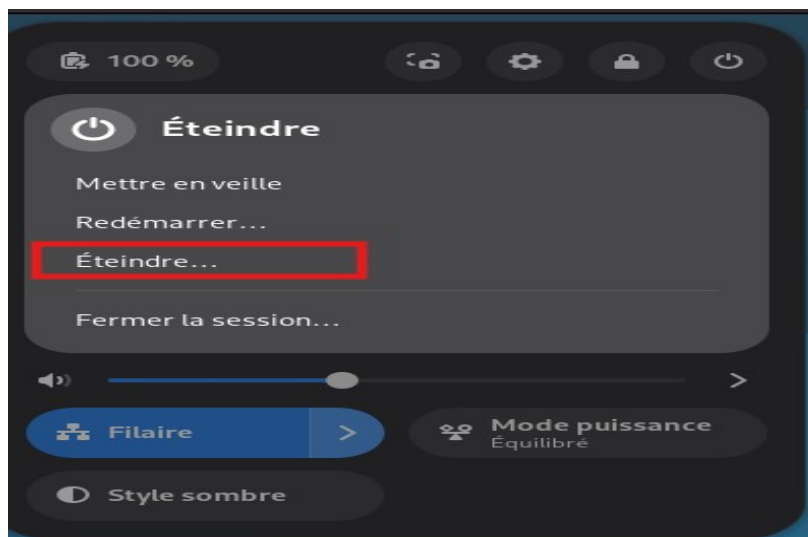 100 %
Éteindre
Mettre en veille
Redémarrer...
Éteindre...
Fermer la session...
Filaire
Mode puissance
Équilibré
Style sombre